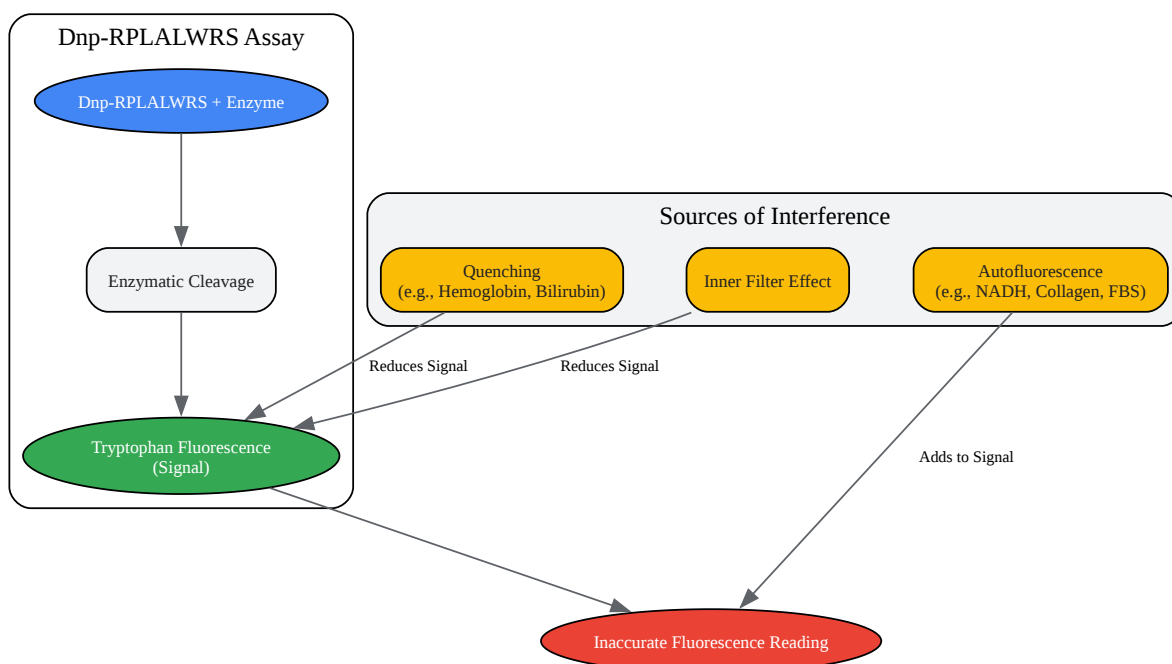 Dnp-RPLALWRS Assay
Dnp-RPLALWRS + Enzyme
Enzymatic Cleavage
Tryptophan Fluorescence
(Signal)
Sources of Interference
Quenching
(e.g., Hemoglobin, Bilirubin)
Inner Filter Effect
Autofluorescence
(e.g., NADH, Collagen, FBS)
Reduces Signal
Reduces Signal
Adds to Signal
Inaccurate Fluorescence Reading